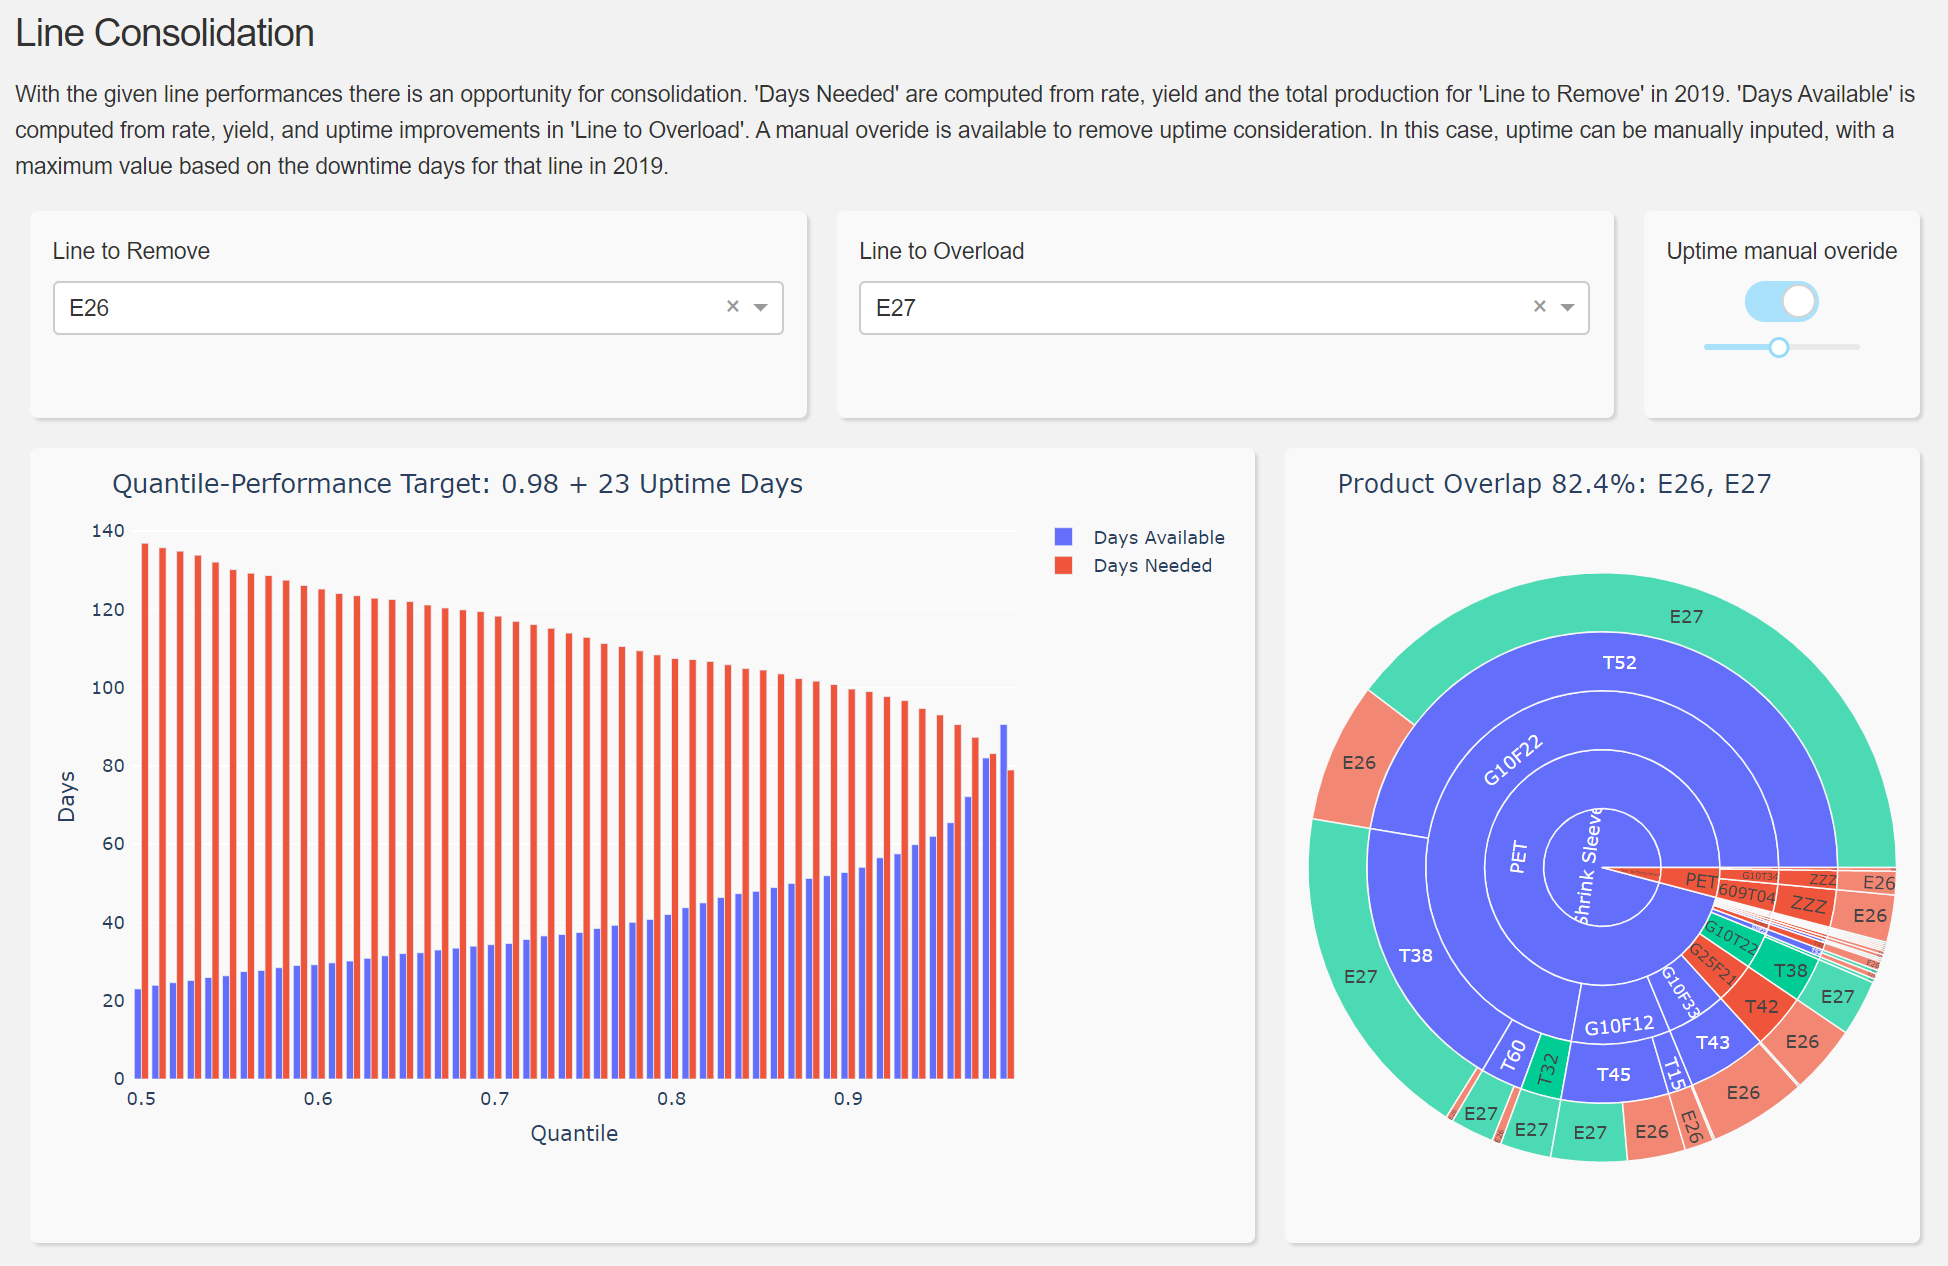 Line Consolidation
With the given line performances there is an opportunity for consolidation. 'Days Needed' are computed from rate, yield and the total production for 'Line to Remove' in 2019. 'Days Available' is
computed from rate, yield, and uptime improvements in 'Line to Overload'. A manual overide is available to remove uptime consideration. In this case, uptime can be manually inputed, with a
maximum value based on the downtime days for that line in 2019.
Line to Remove
Line to Overload
Uptime manual overide
E26
×
E27
×
Quantile-Performance Target: 0.98 + 23 Uptime Days
140
120
100
80
60
40
20
0
Days
0.5
0.6
0.7
0.8
0.9
Quantile
Days Available
Days Needed
Product Overlap 82.4%: E26, E27
E27
T52
G10F22
E26
PET
Shrink Sleeve
PET
G10T34
ZZZ
E26
609T04
ZZZ
E26
T38
E27
G10T22
T38
E27
G25F21
T42
E26
G10F33
T43
E26
G10F12
T45
T15
E26
E27
E26
T32
E27
T60
E27
E26
E26